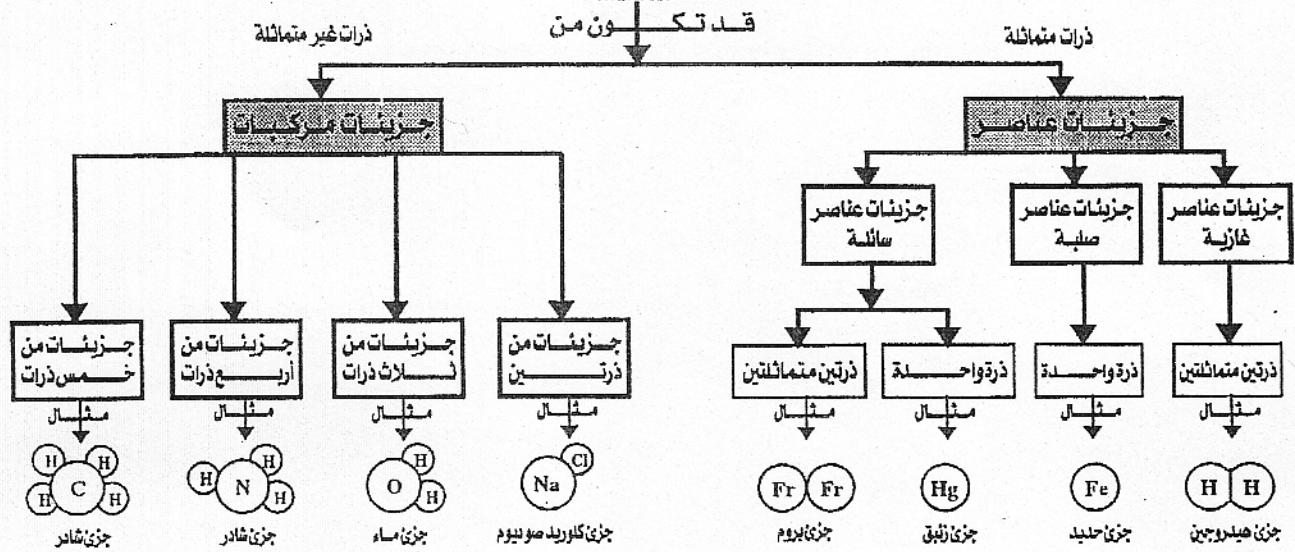 قد تكون من
ذرات متماثلة
ذرات غير متماثلة
جزيئات عناصر
جزيئات مركبات
جزيئات عناصر
غازية
جزيئات عناصر
صلبة
جزيئات عناصر
سائلة
ذرتين متماثلتين
ذرة واحدة
ذرة واحدة
ذرتين متماثلتين
مثال
مثال
مثال
مثال
H H
Fe
Hg
Fr Fr
جزئ هيدروجين
جزئ حديد
جزئ زئبق
جزئ بروم
جزيئات من
ذرتين
جزيئات من
ثلاث ذرات
جزيئات من
أربع ذرات
جزيئات من
خمس ذرات
مثال
مثال
مثال
مثال
Na Cl
O H H
N H H H
C H H H H
جزئ كلوريد صوديوم
جزئ ماء
جزئ شادر
جزئ شادر